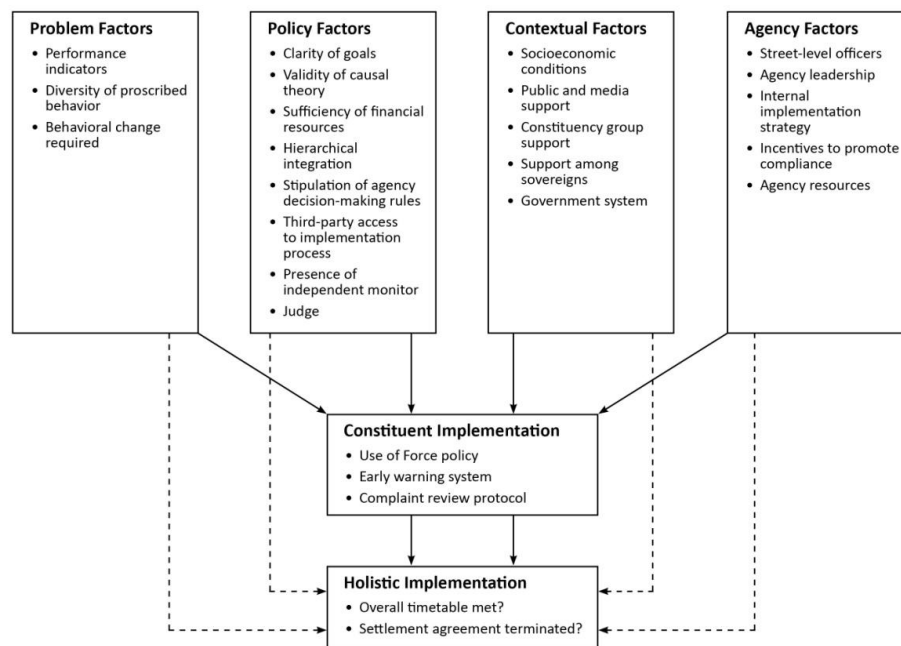 Problem Factors
• Performance
indicators
• Diversity of proscribed
behavior
• Behavioral change
required
Policy Factors
• Clarity of goals
• Validity of causal
theory
• Sufficiency of financial
resources
• Hierarchical
integration
• Stipulation of agency
decision-making rules
• Third-party access
to implementation
process
• Presence of
independent monitor
• Judge
Contextual Factors
• Socioeconomic
conditions
• Public and media
support
• Constituency group
support
• Support among
sovereigns
• Government system
Agency Factors
• Street-level officers
• Agency leadership
• Internal
implementation
strategy
• Incentives to promote
compliance
• Agency resources
Constituent Implementation
• Use of Force policy
• Early warning system
• Complaint review protocol
Holistic Implementation
• Overall timetable met?
• Settlement agreement terminated?